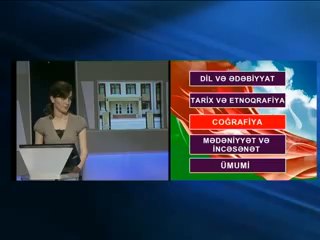 DİL VƏ ƏDƏBİYYAT
TARİX VƏ ETNOQRAFİYA
COĞRAFİYA
MƏDƏNİYYƏT VƏ
İNCƏSƏNƏT
ÜMUMİ